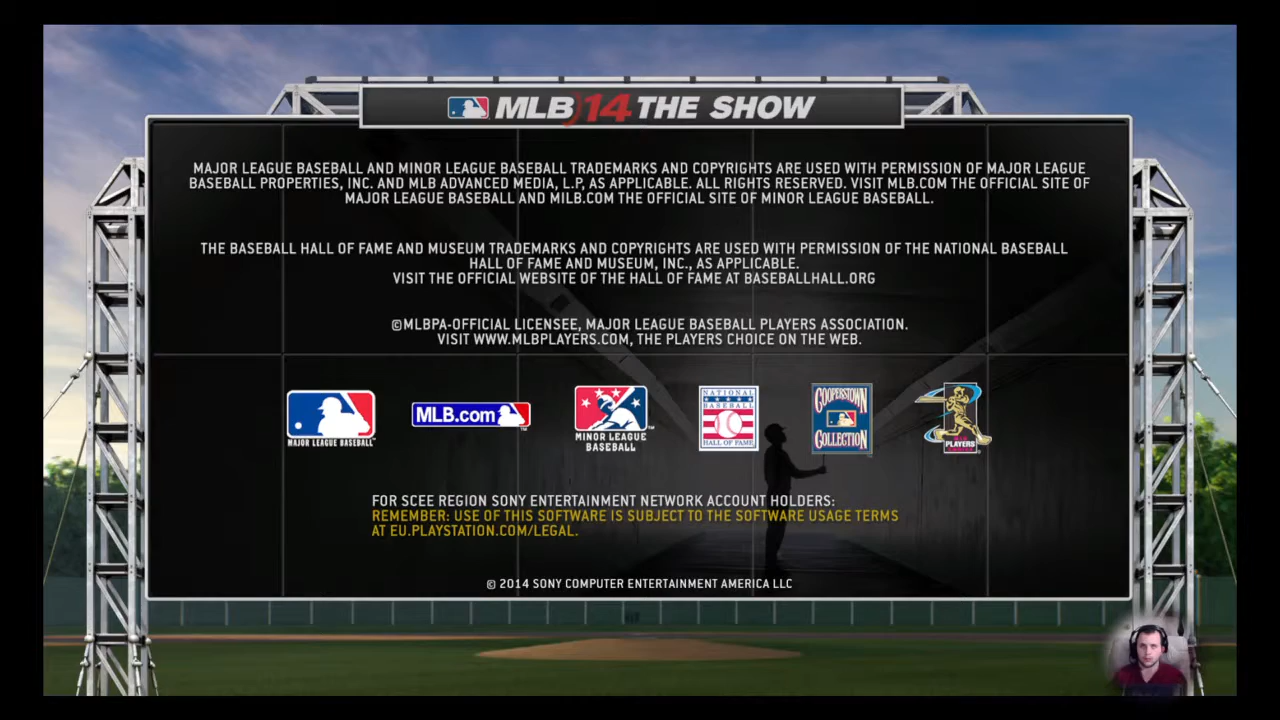 MLB 14 THE SHOW
MAJOR LEAGUE BASEBALL AND MINOR LEAGUE BASEBALL TRADEMARKS AND COPYRIGHTS ARE USED WITH PERMISSION OF MAJOR LEAGUE
BASEBALL PROPERTIES, INC. AND MLB ADVANCED MEDIA, L.P, AS APPLICABLE. ALL RIGHTS RESERVED. VISIT MLB.COM THE OFFICIAL SITE OF
MAJOR LEAGUE BASEBALL AND MILB.COM THE OFFICIAL SITE OF MINOR LEAGUE BASEBALL.
THE BASEBALL HALL OF FAME AND MUSEUM TRADEMARKS AND COPYRIGHTS ARE USED WITH PERMISSION OF THE NATIONAL BASEBALL
HALL OF FAME AND MUSEUM, INC., AS APPLICABLE.
VISIT THE OFFICIAL WEBSITE OF THE HALL OF FAME AT BASEBALLHALL.ORG
©MLBPA-OFFICIAL LICENSEE, MAJOR LEAGUE BASEBALL PLAYERS ASSOCIATION.
VISIT WWW.MLBPLAYERS.COM, THE PLAYERS CHOICE ON THE WEB.
MAJOR LEAGUE BASEBALL™
MLB.com™
MINOR LEAGUE
BASEBALL™
NATIONAL
BASEBALL
HALL OF FAME
COOPERSTOWN
COLLECTION
PLAYERS
FOR SCEE REGION SONY ENTERTAINMENT NETWORK ACCOUNT HOLDERS:
REMEMBER: USE OF THIS SOFTWARE IS SUBJECT TO THE SOFTWARE USAGE TERMS
AT EU.PLAYSTATION.COM/LEGAL.
© 2014 SONY COMPUTER ENTERTAINMENT AMERICA LLC